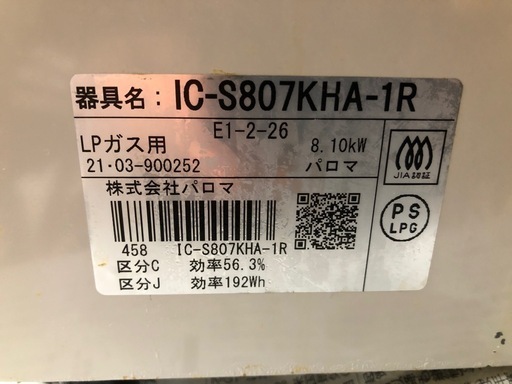 器具名：IC-S807KHA-1R
E1-2-26
LPガス用 8.10kW
21・03-900252 パロマ
JIA認証
株式会社パロマ
PS
LPG
458 IC-S807KHA-1R
区分C 効率56.3%
区分J 効率192Wh